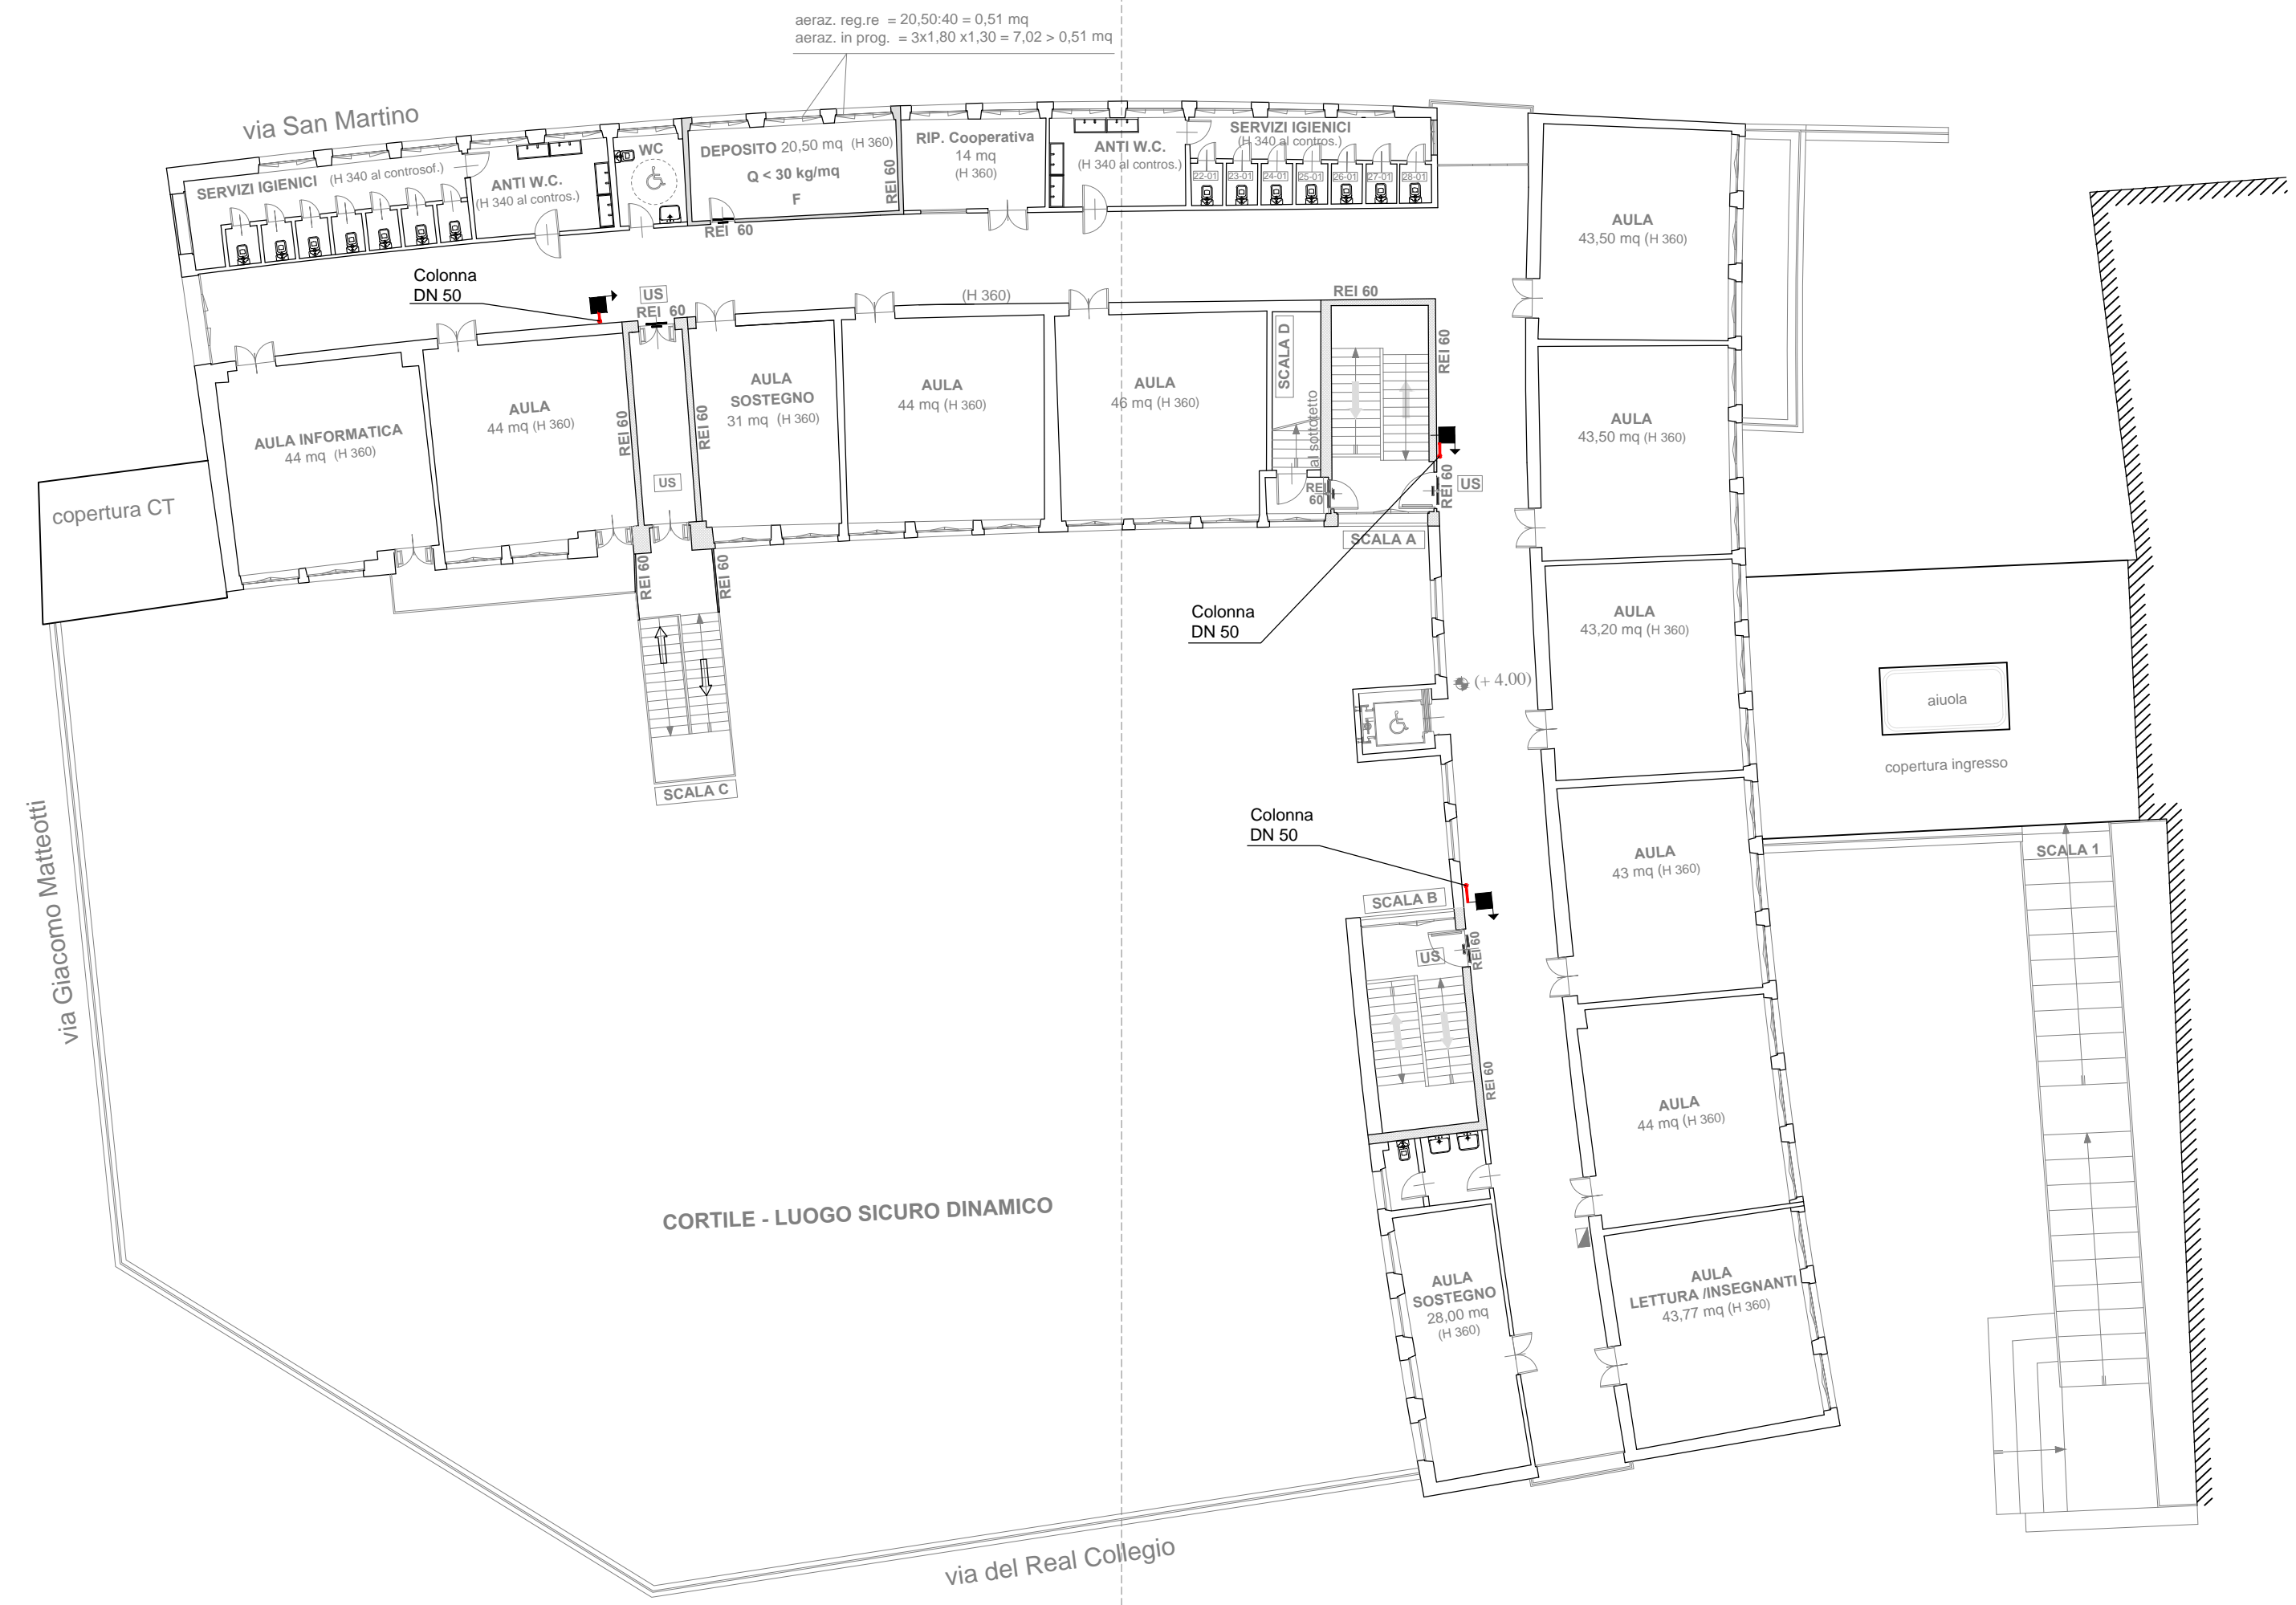 aeraz. reg.re = 20,50:40 = 0,51 mq
aeraz. in prog. = 3x1,80 x1,30 = 7,02 > 0,51 mq
via San Martino
SERVIZI IGIENICI (H 340 al controsof.)
ANTI W.C.
(H 340 al contros.)
WC
DEPOSITO 20,50 mq (H 360)
Q < 30 kg/mq
F
REI 60
REI 60
RIP. Cooperativa
14 mq
(H 360)
ANTI W.C.
(H 340 al contros.)
SERVIZI IGIENICI
(H 340 al contros.)
22-01
23-01
24-01
25-01
26-01
27-01
28-01
AULA
43,50 mq (H 360)
Colonna
DN 50
US
REI 60
(H 360)
REI 60
REI 60
SCALA D
al sottotetto
AULA INFORMATICA
44 mq (H 360)
AULA
44 mq (H 360)
REI 60
US
REI 60
AULA
SOSTEGNO
31 mq (H 360)
AULA
44 mq (H 360)
AULA
46 mq (H 360)
REI
60
REI 60
US
SCALA A
AULA
43,50 mq (H 360)
copertura CT
REI 60
REI 60
SCALA C
Colonna
DN 50
(+ 4.00)
AULA
43,20 mq (H 360)
aiuola
copertura ingresso
via Giacomo Matteotti
Colonna
DN 50
SCALA B
US
REI 60
REI 60
AULA
43 mq (H 360)
SCALA 1
AULA
44 mq (H 360)
CORTILE - LUOGO SICURO DINAMICO
AULA
SOSTEGNO
28,00 mq
(H 360)
AULA
LETTURA /INSEGNANTI
43,77 mq (H 360)
via del Real Collegio